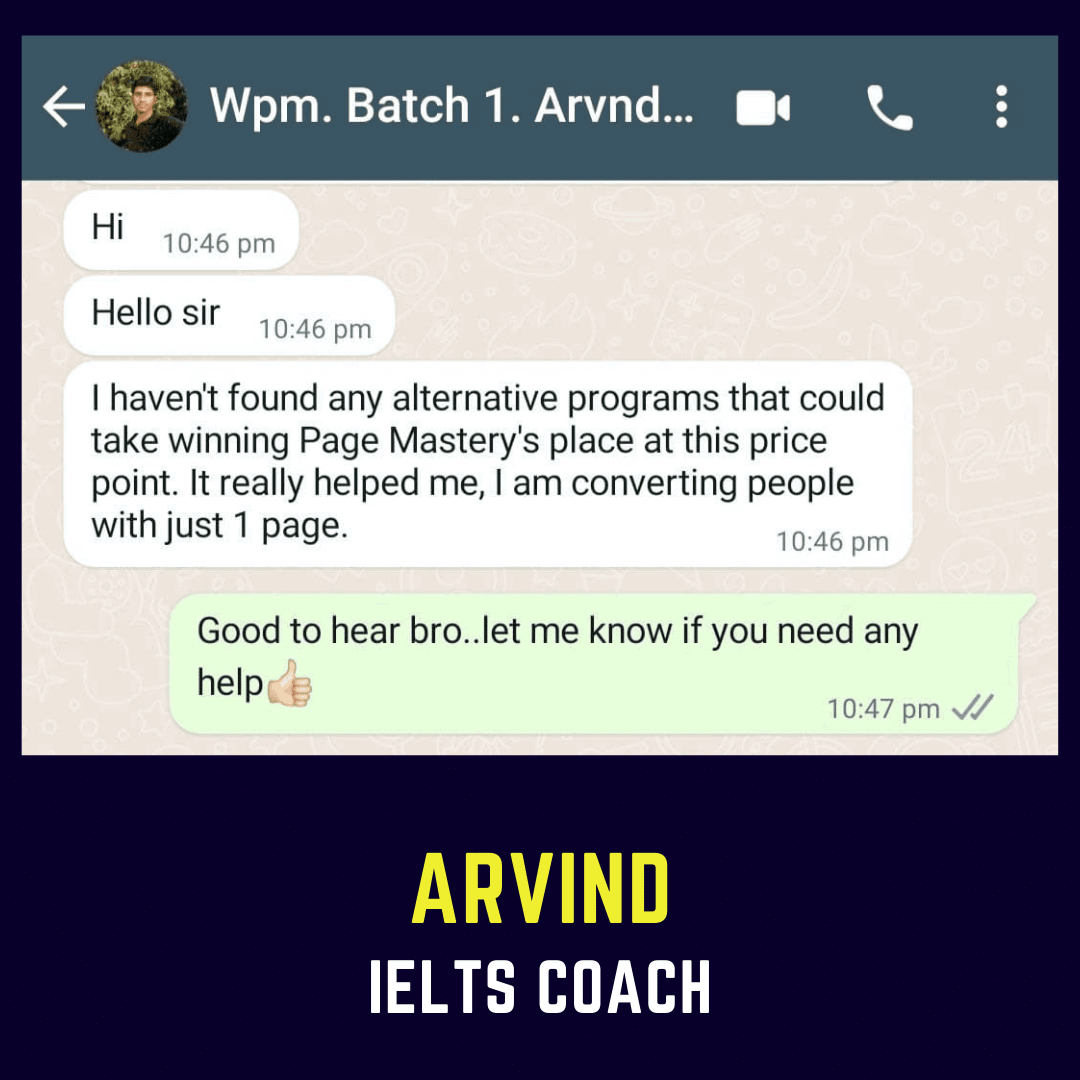 Wpm. Batch 1. Arvnd...
Hi
10:46 pm
Hello sir
10:46 pm
I haven't found any alternative programs that could
take winning Page Mastery's place at this price
point. It really helped me, I am converting people
with just 1 page.
10:46 pm
Good to hear bro..let me know if you need any
help👍🏼
10:47 pm
ARVIND
IELTS COACH